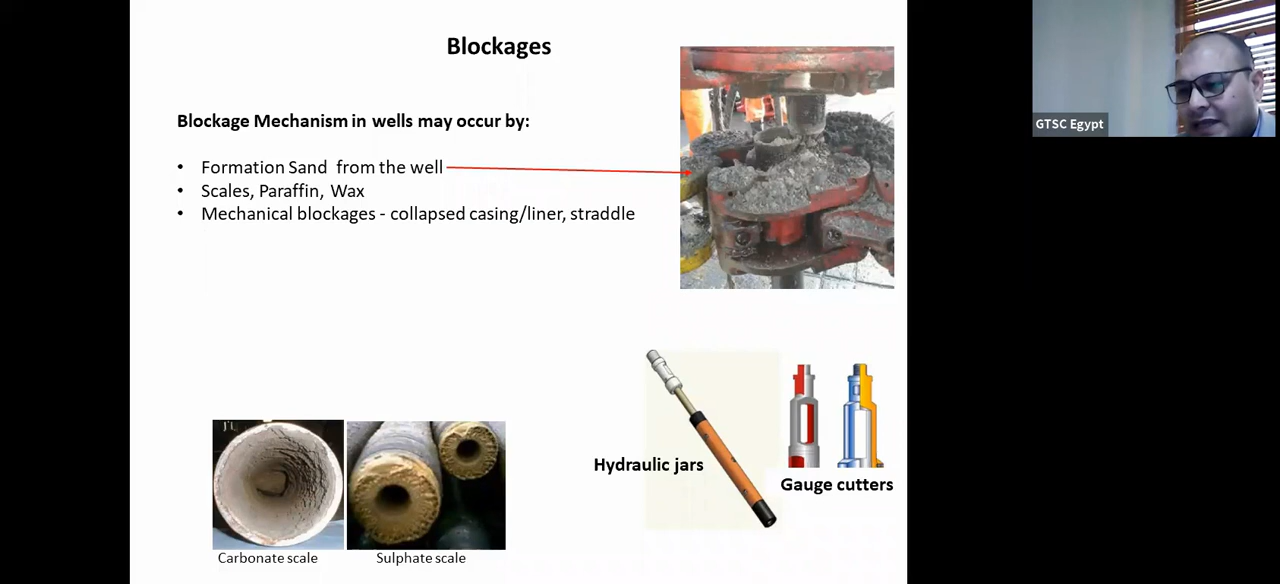 Blockages
Blockage Mechanism in wells may occur by:
• Formation Sand from the well
• Scales, Paraffin, Wax
• Mechanical blockages - collapsed casing/liner, straddle
GTSC Egypt
Hydraulic jars
Gauge cutters
Carbonate scale
Sulphate scale